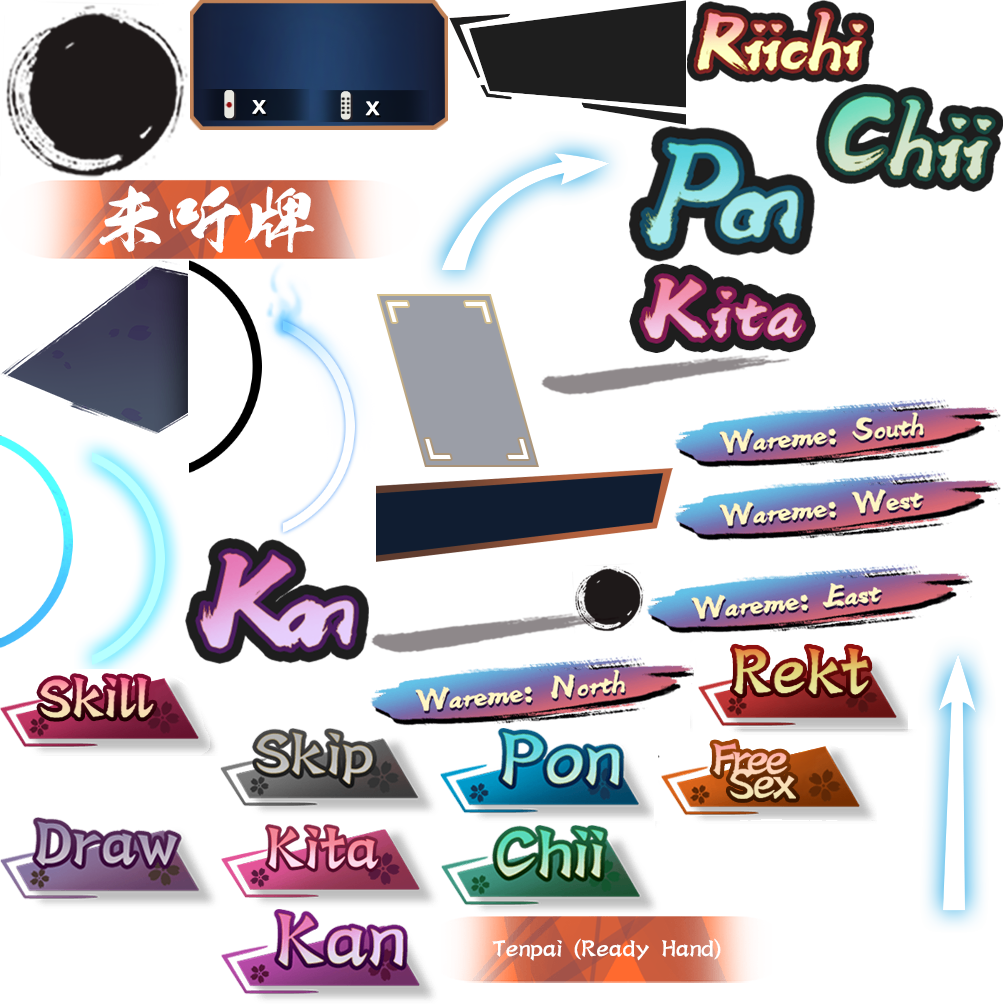 x x
Riichi
Chii
Pon
未听牌
Kita
Wareme: South
Wareme: West
Kan
Wareme: East
Wareme: North
Rekt
Skill
Skip
Pon
Free
Sex
Draw
Kita
Chii
Kan
Tenpai (Ready Hand)